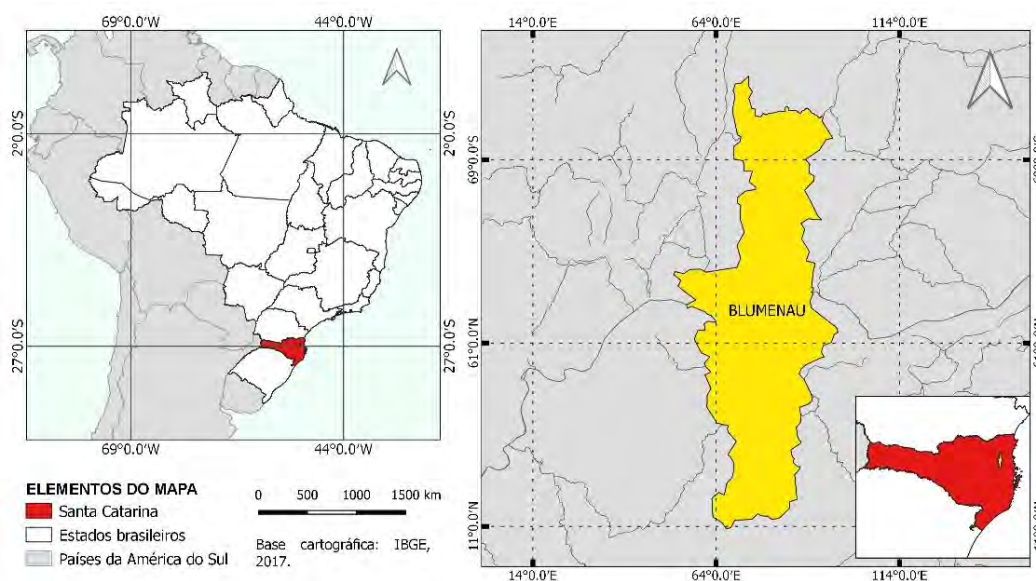 69°0.0'W 44°0.0'W
2°0.0'S 2°0.0'S
27°0.0'S 27°0.0'S
69°0.0'W 44°0.0'W
ELEMENTOS DO MAPA
Santa Catarina
Estados brasileiros
Países da América do Sul
0 500 1000 1500 km
Base cartográfica: IBGE,
2017.
14°0.0'E 64°0.0'E 114°0.0'E
69°0.0'S
BLUMENAU
61°0.0'N
11°0.0'N
14°0.0'E 64°0.0'E 114°0.0'E